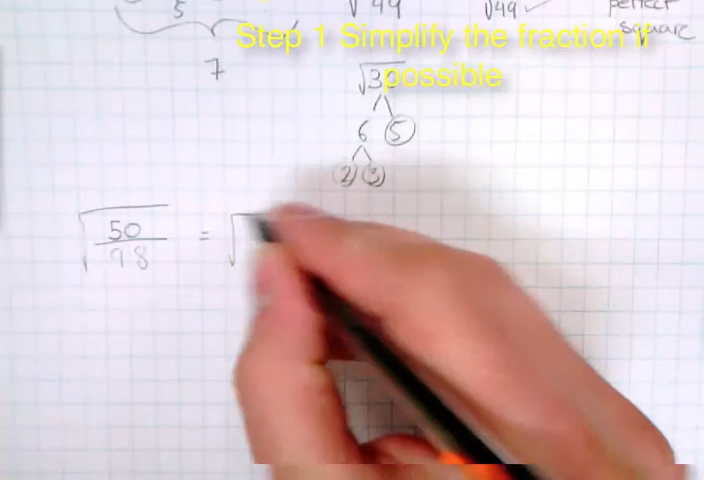 5 √49 √49 ✓ perfect
square
Step 1 Simplify the fraction if
possible
7
√30
6 5
2 3
√50/98 = √